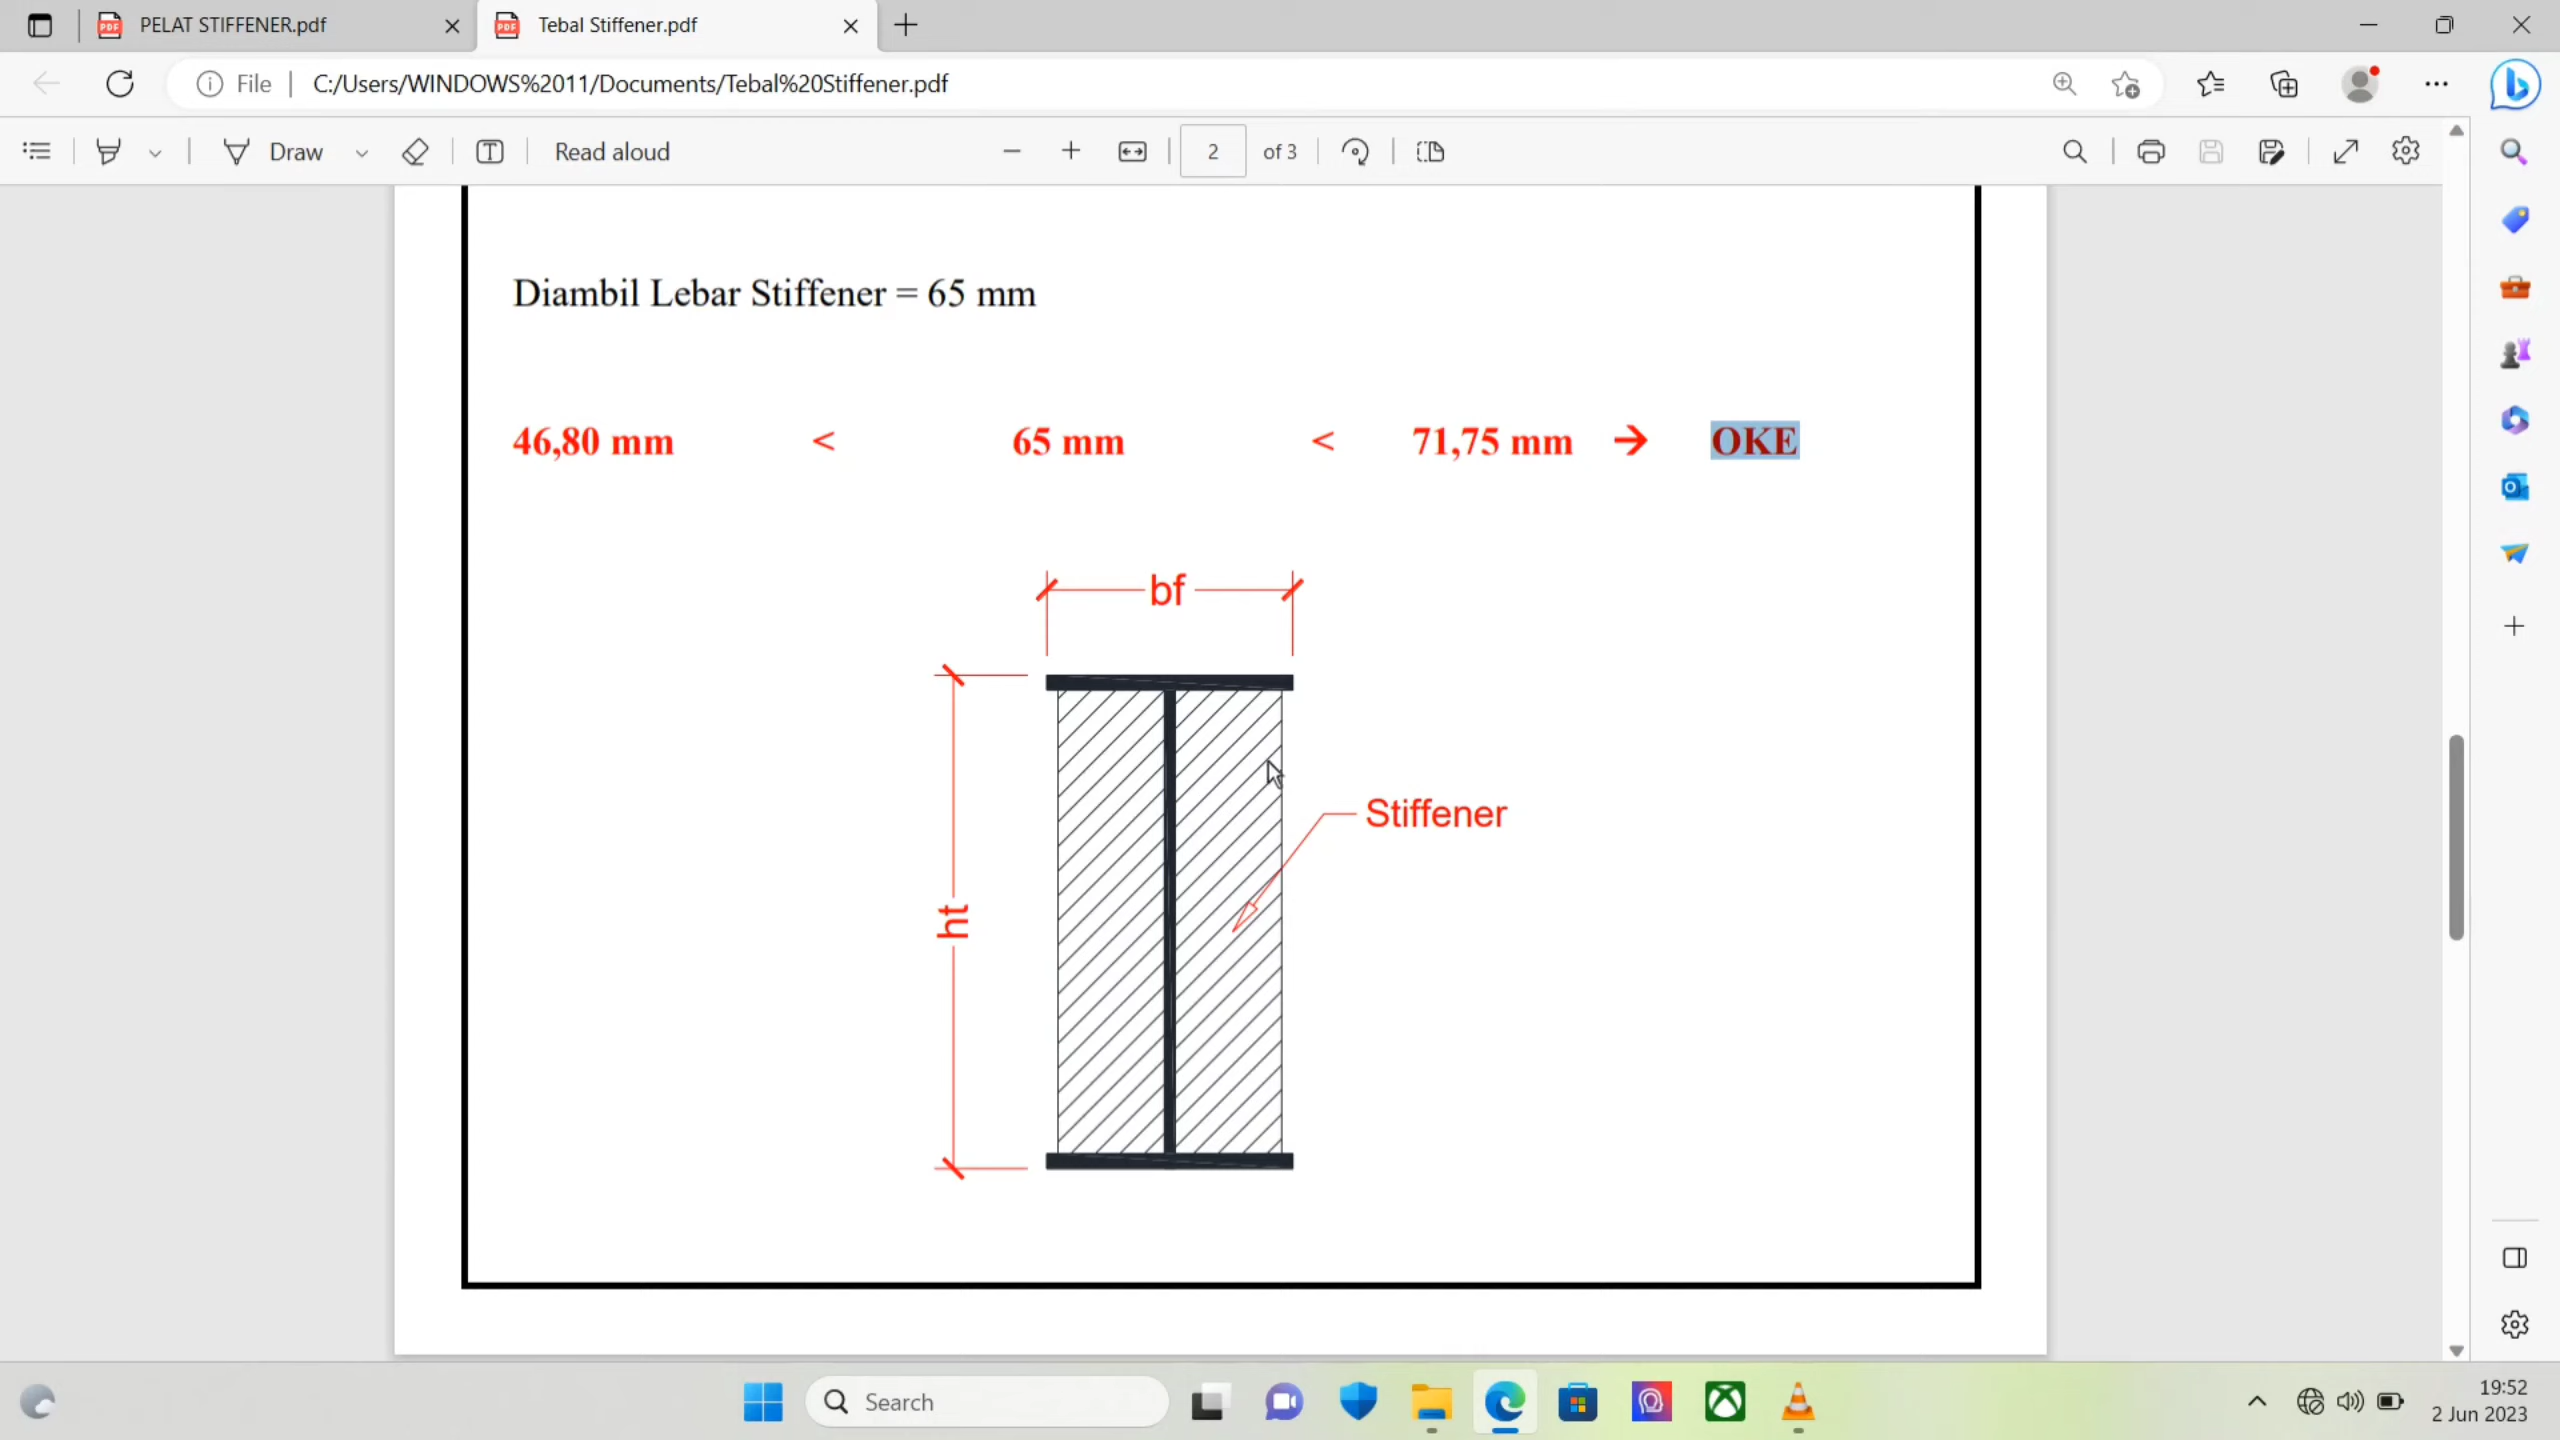 PELAT STIFFENER.pdf
Tebal Stiffener.pdf
File
C:/Users/WINDOWS%2011/Documents/Tebal%20Stiffener.pdf
Draw
Read aloud
2 of 3
Diambil Lebar Stiffener = 65 mm
46,80 mm < 65 mm < 71,75 mm → OKE
bf
ht
Stiffener
Search
19:52
2 Jun 2023